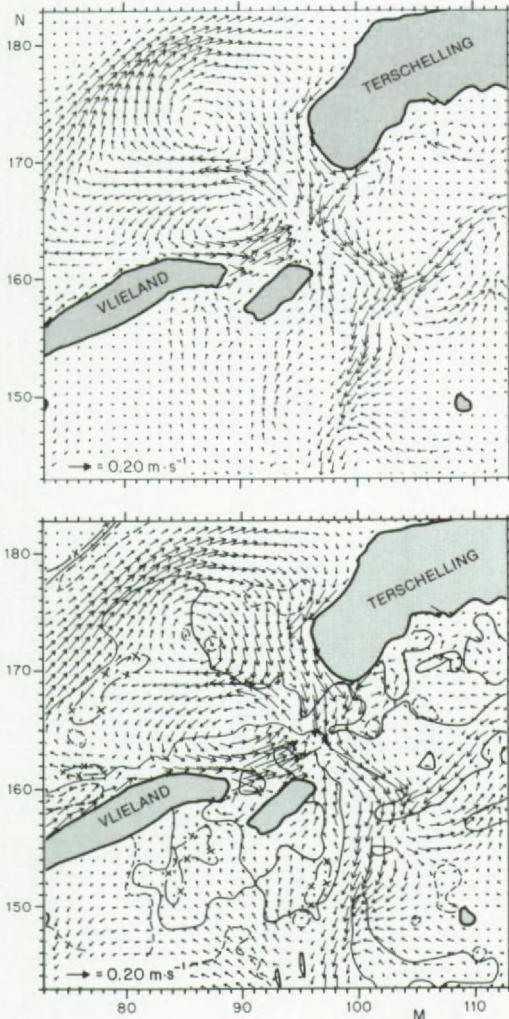 N
180
TERSCHELLING
170
160
VLIELAND
150
→ = 0.20 m·s⁻¹
180
TERSCHELLING
170
160
VLIELAND
150
→ = 0.20 m·s⁻¹
80
90
100
M
110